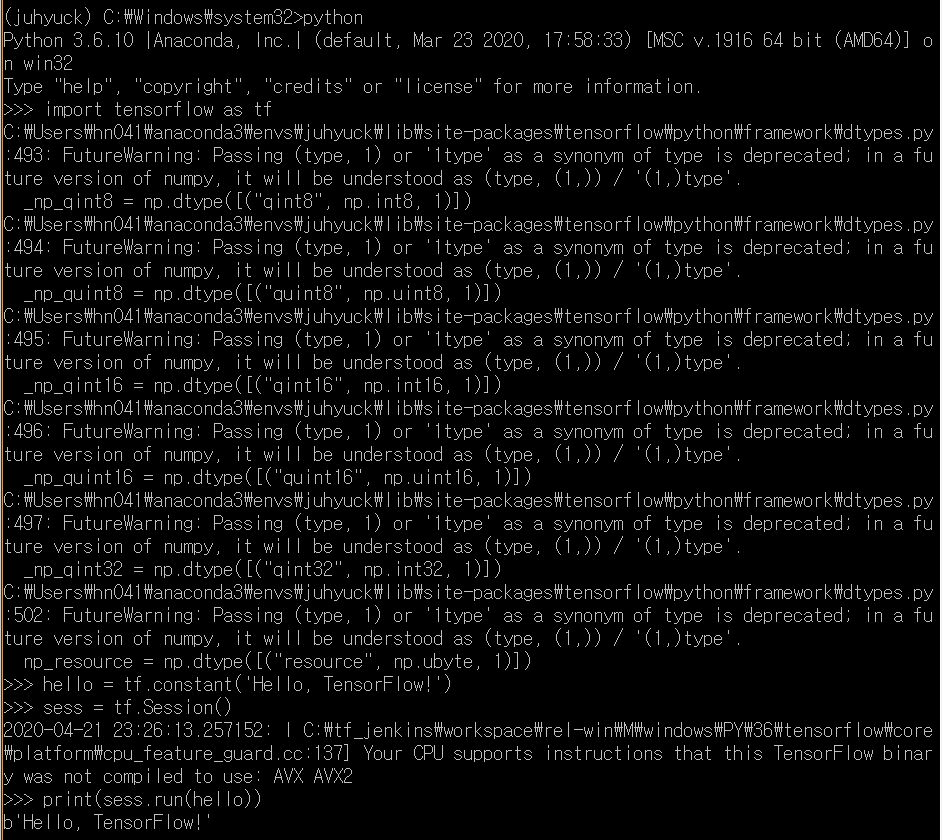 (juhyuck) C:₩Windows₩system32>python
Python 3.6.10 |Anaconda, Inc.| (default, Mar 23 2020, 17:58:33) [MSC v.1916 64 bit (AMD64)] o
n win32
Type "help", "copyright", "credits" or "license" for more information.
>>> import tensorflow as tf
C:₩Users₩hn041₩anaconda3₩envs₩juhyuck₩lib₩site-packages₩tensorflow₩python₩framework₩dtypes.py
:493: FutureWarning: Passing (type, 1) or '1type' as a synonym of type is deprecated; in a fu
ture version of numpy, it will be understood as (type, (1,)) / '(1,)type'.
  _np_qint8 = np.dtype([("qint8", np.int8, 1)])
C:₩Users₩hn041₩anaconda3₩envs₩juhyuck₩lib₩site-packages₩tensorflow₩python₩framework₩dtypes.py
:494: FutureWarning: Passing (type, 1) or '1type' as a synonym of type is deprecated; in a fu
ture version of numpy, it will be understood as (type, (1,)) / '(1,)type'.
  _np_quint8 = np.dtype([("quint8", np.uint8, 1)])
C:₩Users₩hn041₩anaconda3₩envs₩juhyuck₩lib₩site-packages₩tensorflow₩python₩framework₩dtypes.py
:495: FutureWarning: Passing (type, 1) or '1type' as a synonym of type is deprecated; in a fu
ture version of numpy, it will be understood as (type, (1,)) / '(1,)type'.
  _np_qint16 = np.dtype([("qint16", np.int16, 1)])
C:₩Users₩hn041₩anaconda3₩envs₩juhyuck₩lib₩site-packages₩tensorflow₩python₩framework₩dtypes.py
:496: FutureWarning: Passing (type, 1) or '1type' as a synonym of type is deprecated; in a fu
ture version of numpy, it will be understood as (type, (1,)) / '(1,)type'.
  _np_quint16 = np.dtype([("quint16", np.uint16, 1)])
C:₩Users₩hn041₩anaconda3₩envs₩juhyuck₩lib₩site-packages₩tensorflow₩python₩framework₩dtypes.py
:497: FutureWarning: Passing (type, 1) or '1type' as a synonym of type is deprecated; in a fu
ture version of numpy, it will be understood as (type, (1,)) / '(1,)type'.
  _np_qint32 = np.dtype([("qint32", np.int32, 1)])
C:₩Users₩hn041₩anaconda3₩envs₩juhyuck₩lib₩site-packages₩tensorflow₩python₩framework₩dtypes.py
:502: FutureWarning: Passing (type, 1) or '1type' as a synonym of type is deprecated; in a fu
ture version of numpy, it will be understood as (type, (1,)) / '(1,)type'.
  np_resource = np.dtype([("resource", np.ubyte, 1)])
>>> hello = tf.constant('Hello, TensorFlow!')
>>> sess = tf.Session()
2020-04-21 23:26:13.257152: I C:₩tf_jenkins₩workspace₩rel-win₩M₩windows₩PY₩36₩tensorflow₩core
₩platform₩cpu_feature_guard.cc:137] Your CPU supports instructions that this TensorFlow binar
y was not compiled to use: AVX AVX2
>>> print(sess.run(hello))
b'Hello, TensorFlow!'